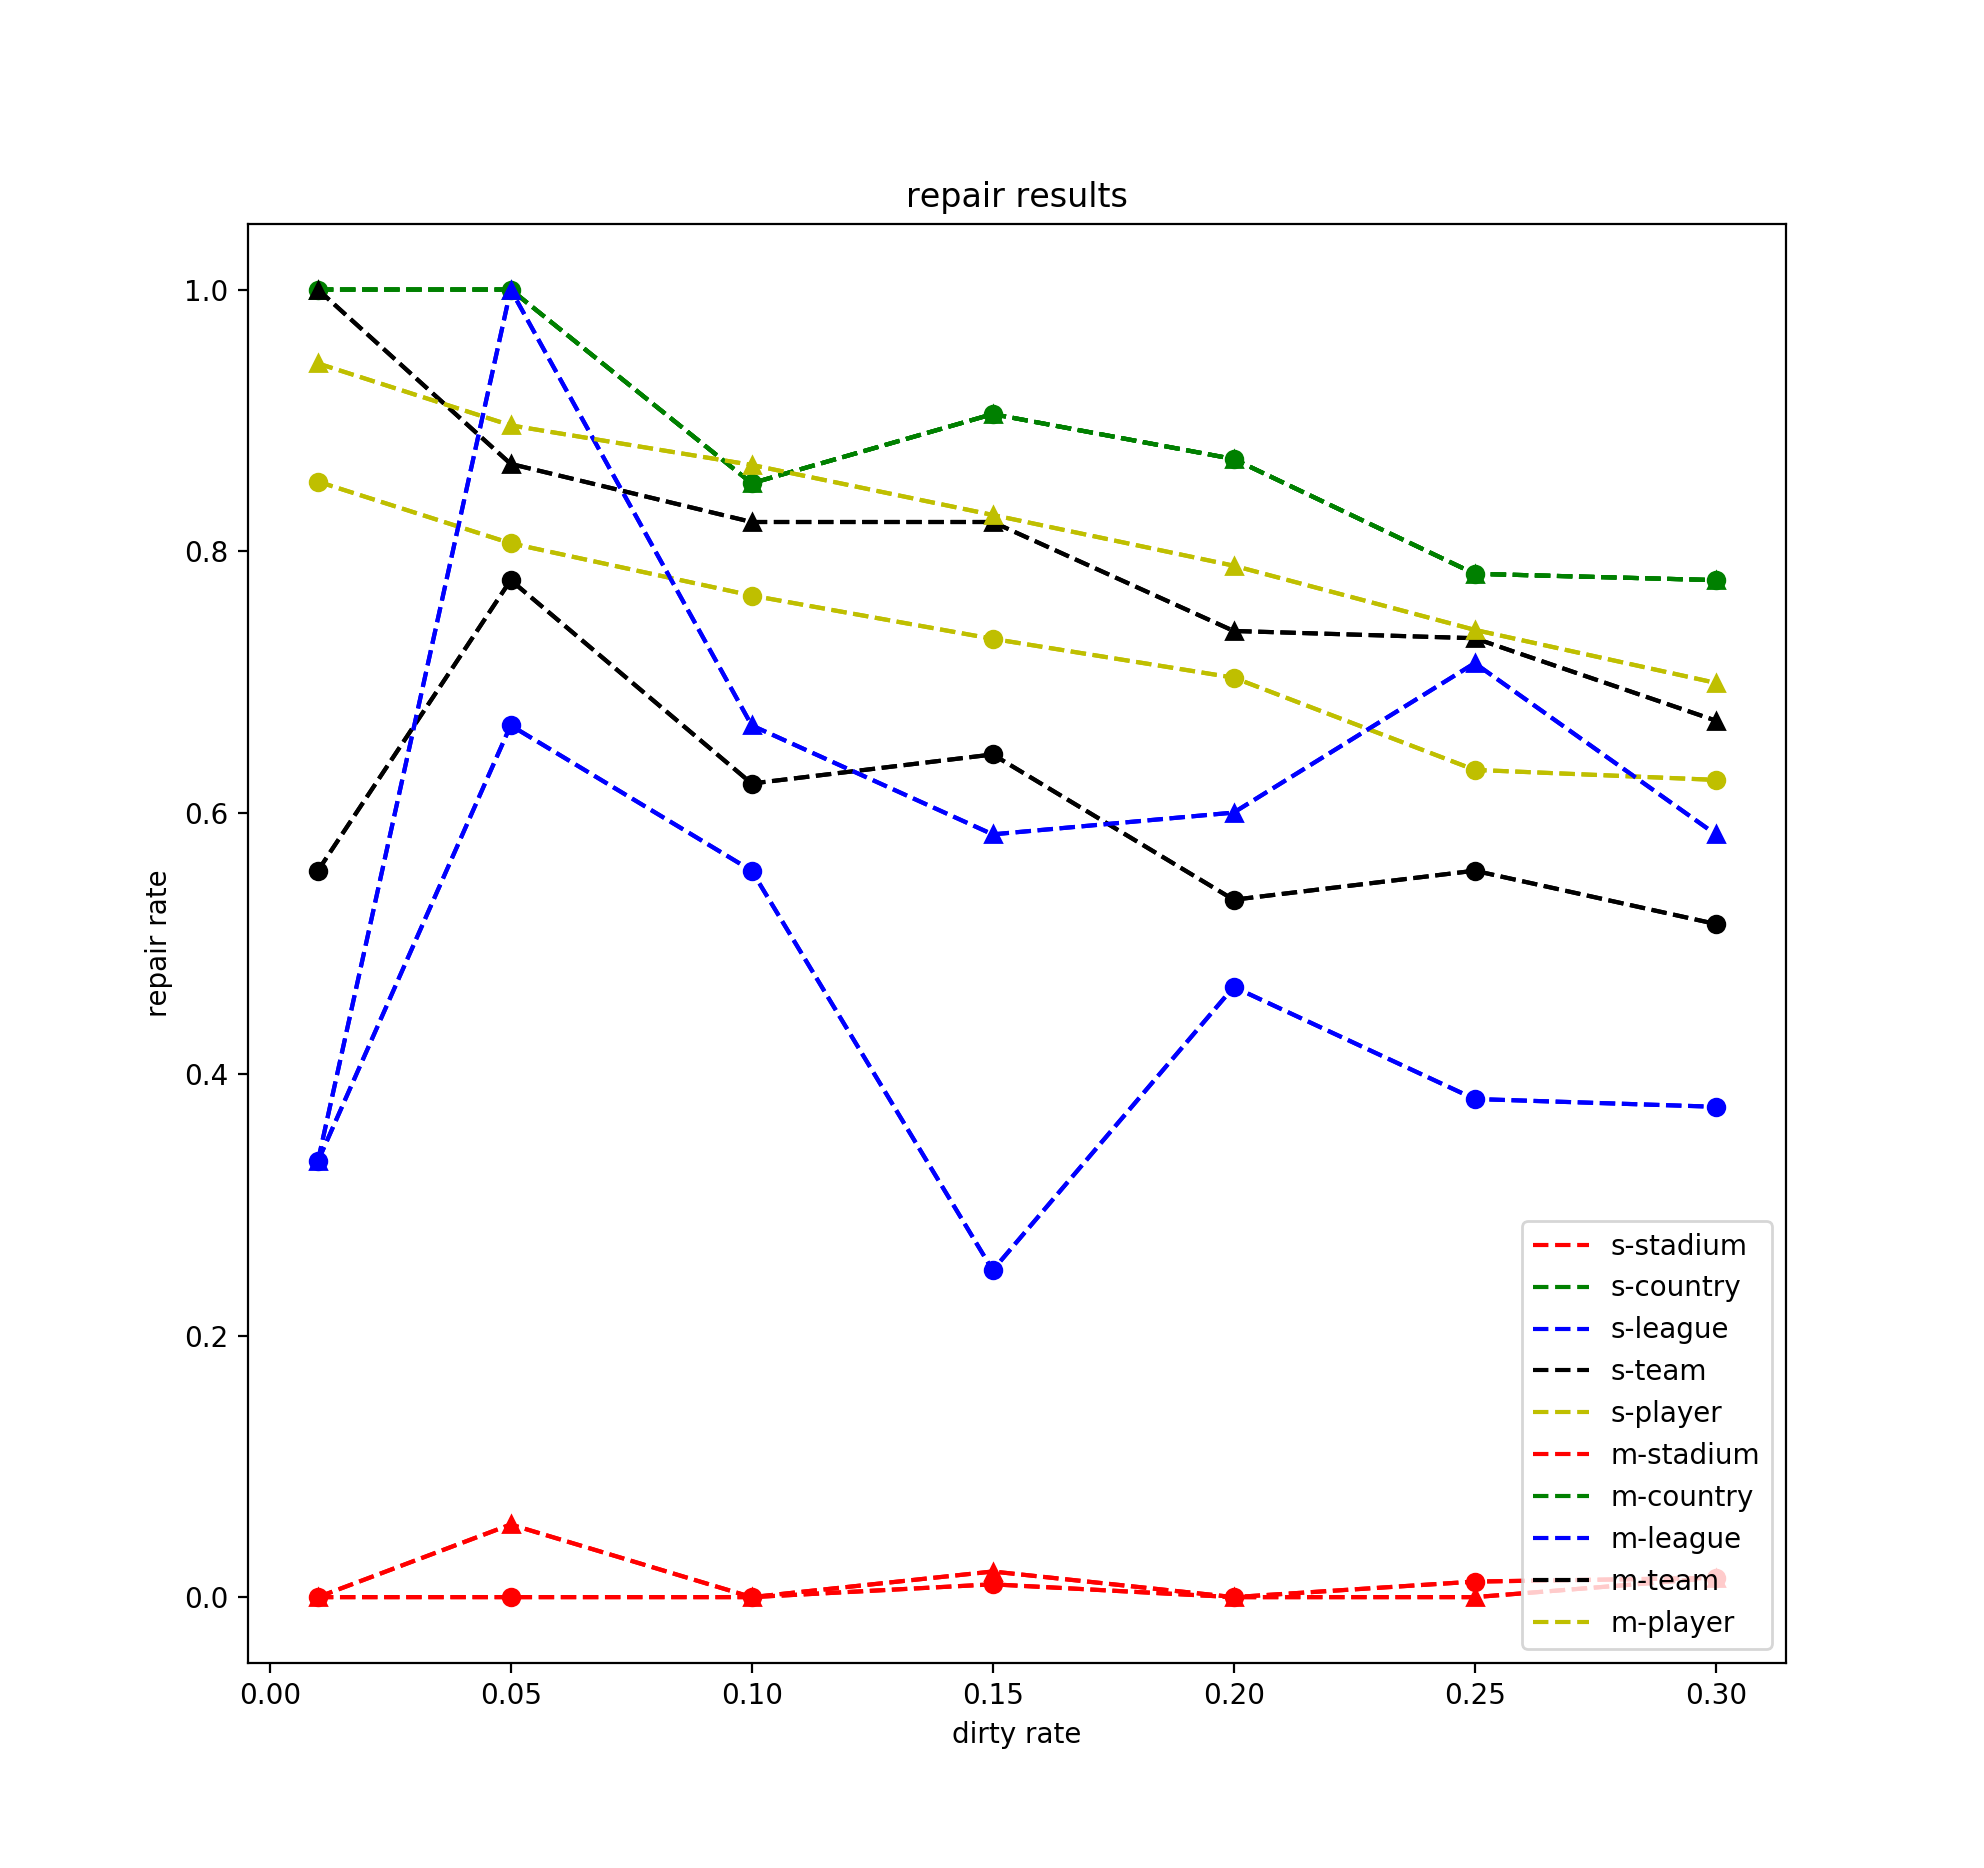 repair results
1.0
0.8
0.6
0.4
0.2
0.0
repair rate
0.00 0.05 0.10 0.15 0.20 0.25 0.30
dirty rate
s-stadium
s-country
s-league
s-team
s-player
m-stadium
m-country
m-league
m-team
m-player